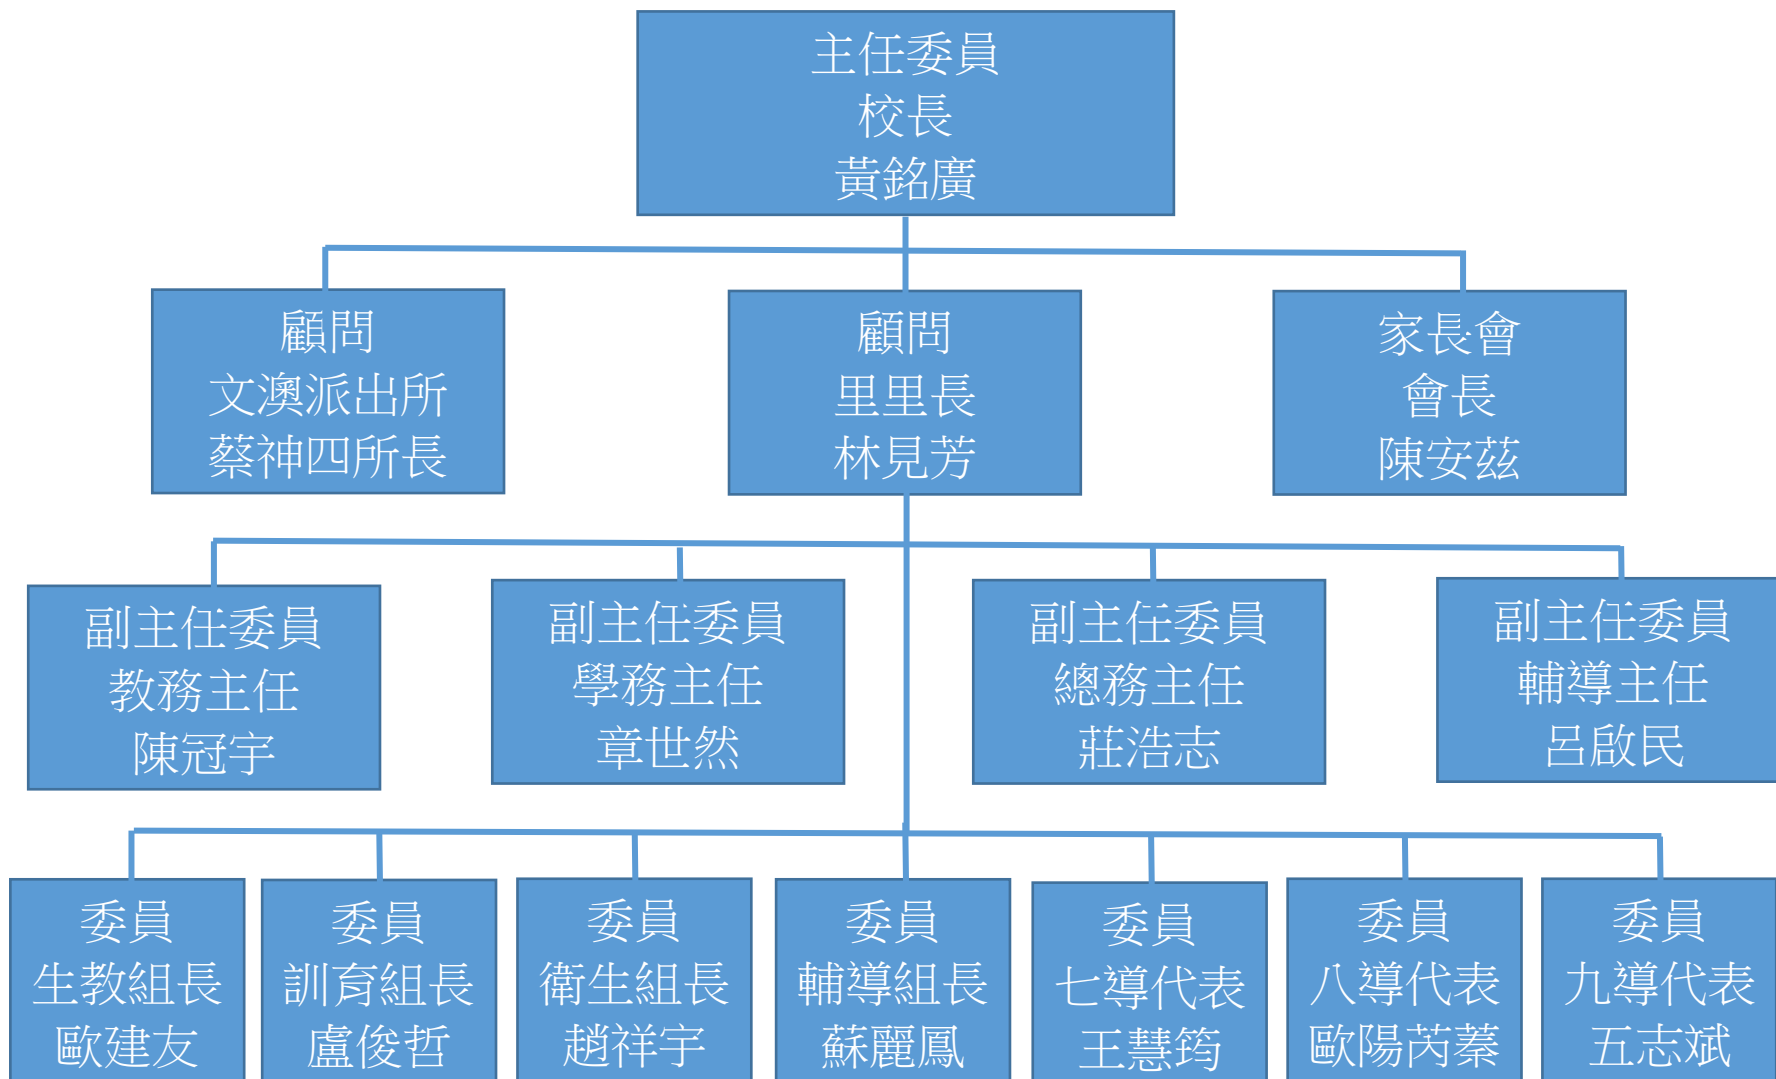 主任委員
校長
黃銘廣
顧問
文澳派出所
蔡神四所長
顧問
里里長
林見芳
家長會
會長
陳安茲
副主任委員
教務主任
陳冠宇
副主任委員
學務主任
章世然
副主任委員
總務主任
莊浩志
副主任委員
輔導主任
呂啟民
委員
生教組長
歐建友
委員
訓育組長
盧俊哲
委員
衛生組長
趙祥宇
委員
輔導組長
蘇麗鳳
委員
七導代表
王慧筠
委員
八導代表
歐陽芮蓁
委員
九導代表
五志斌